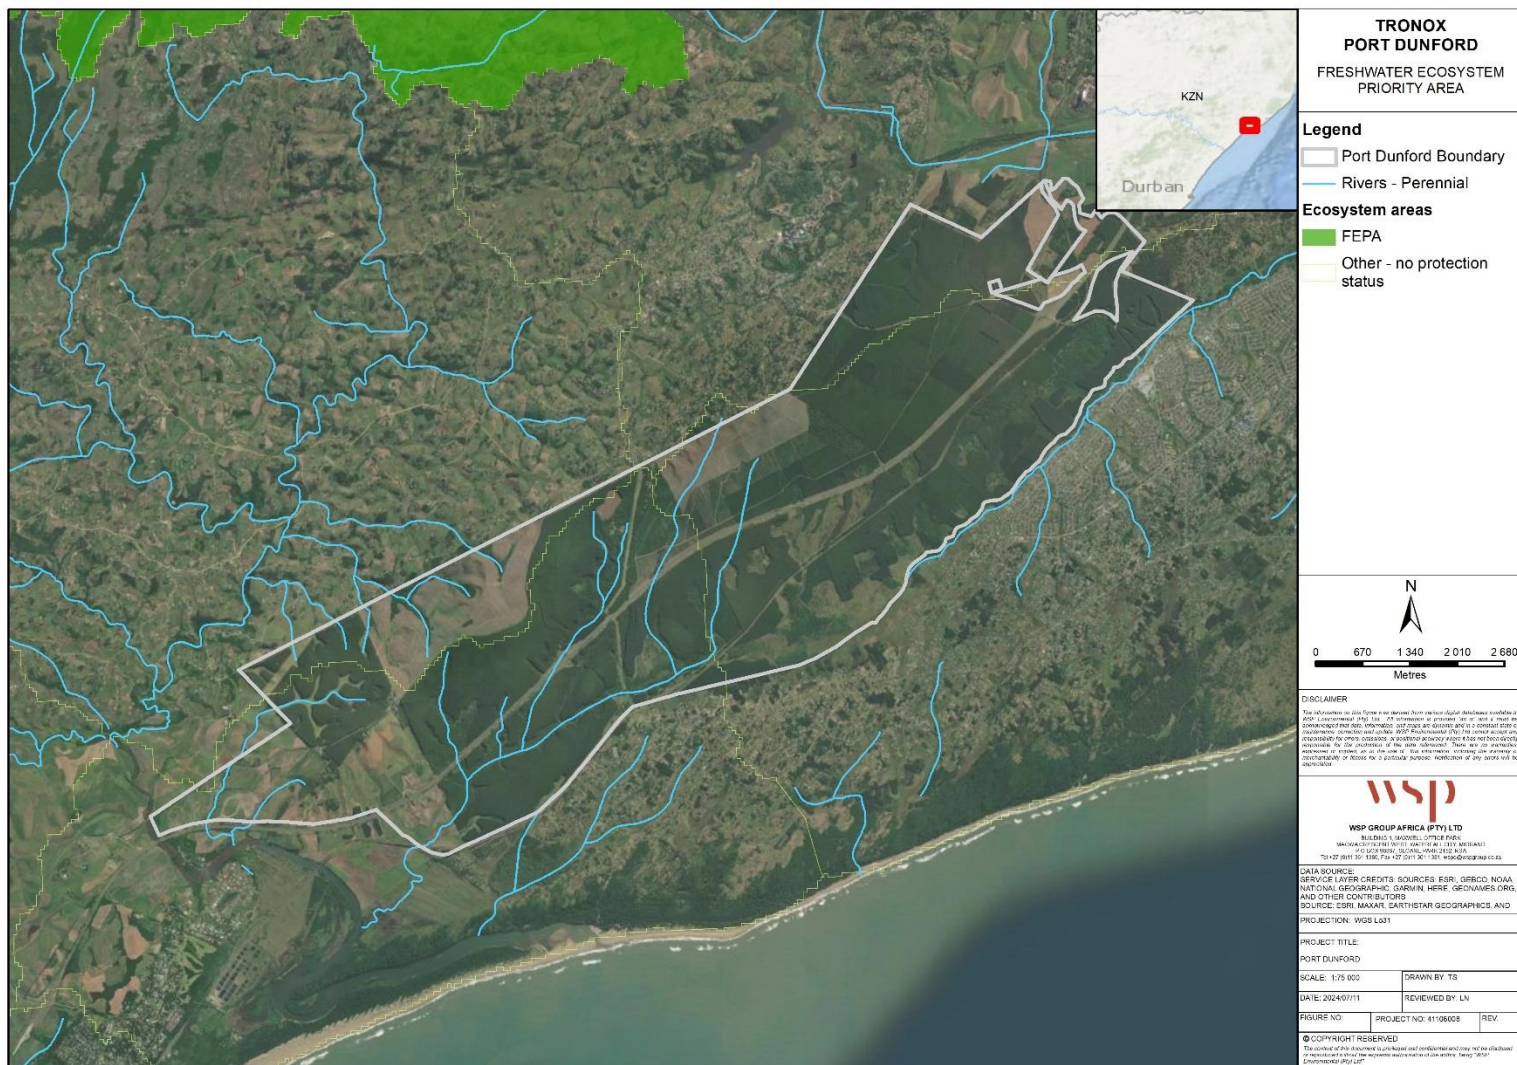 KZN
Durban
TRONOX
PORT DUNFORD
FRESHWATER ECOSYSTEM
PRIORITY AREA
Legend
Port Dunford Boundary
Rivers - Perennial
Ecosystem areas
FEPA
Other - no protection
status
N
0 670 1 340 2 010 2 680
Metres
DISCLAIMER
wsp
WSP GROUP AFRICA (PTY) LTD
DATA SOURCE:
SERVICE LAYER CREDITS: SOURCES: ESRI, GEBCO, NOAA,
NATIONAL GEOGRAPHIC, GARMIN, HERE, GEONAMES.ORG,
AND OTHER CONTRIBUTORS
SOURCE: ESRI, MAXAR, EARTHSTAR GEOGRAPHICS, AND
PROJECTION: WGS Lo31
PROJECT TITLE:
PORT DUNFORD
SCALE: 1:75 000
DRAWN BY: TS
DATE: 2024/07/11
REVIEWED BY: LN
FIGURE NO:
PROJECT NO: 41106008
REV:
© COPYRIGHT RESERVED